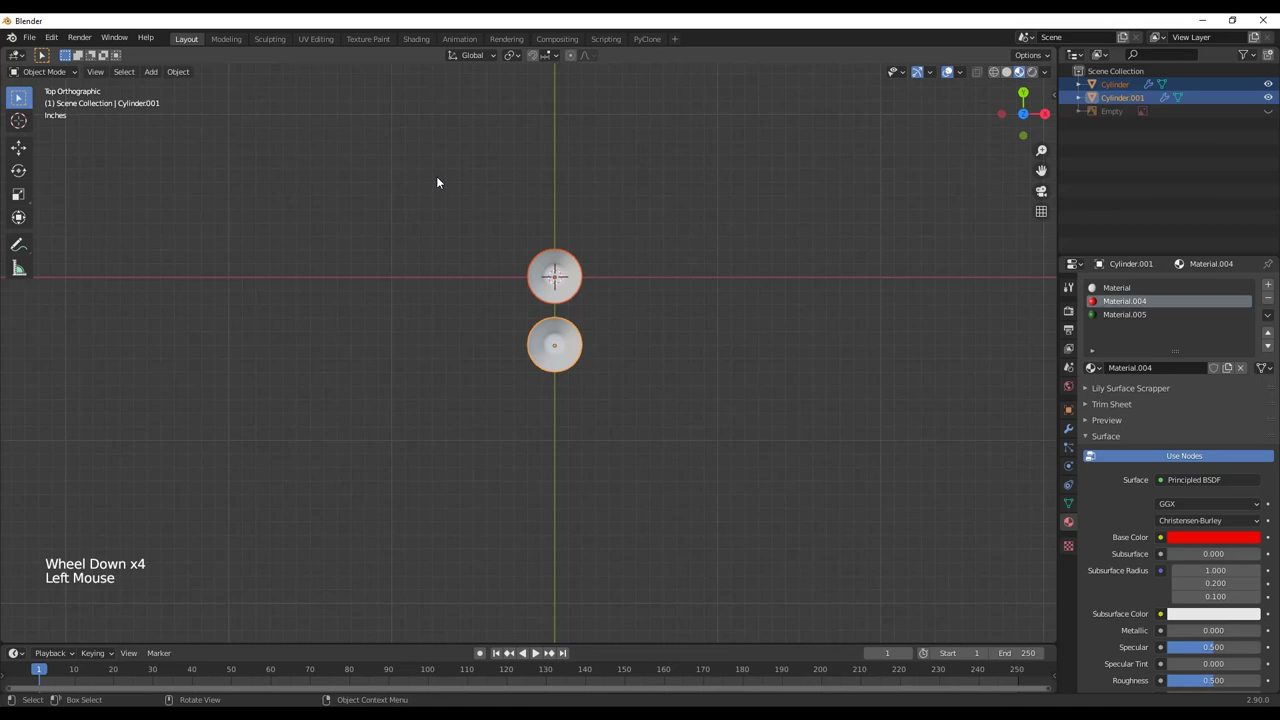 Blender
File Edit Render Window Help Layout Modeling Sculpting UV Editing Texture Paint Shading Animation Rendering Compositing Scripting PyClone + Scene View Layer
Global Options
Object Mode View Select Add Object
Top Orthographic
(1) Scene Collection | Cylinder.001
Inches
Y
Z
X
Scene Collection
Cylinder
Cylinder.001
Empty
Cylinder.001 Material.004
Material
Material.004
Material.005
Material.004
Lily Surface Scrapper
Trim Sheet
Preview
Surface
Use Nodes
Surface Principled BSDF
GGX
Christensen-Burley
Base Color
Subsurface 0.000
Subsurface Radius 1.000
0.200
0.100
Subsurface Color
Metallic 0.000
Specular 0.500
Specular Tint 0.000
Roughness 0.500
Wheel Down x4
Left Mouse
Playback Keying View Marker 1 Start 1 End 250
1 10 20 30 40 50 60 70 80 90 100 110 120 130 140 150 160 170 180 190 200 210 220 230 240 250
Select Box Select Rotate View Object Context Menu 2.90.0